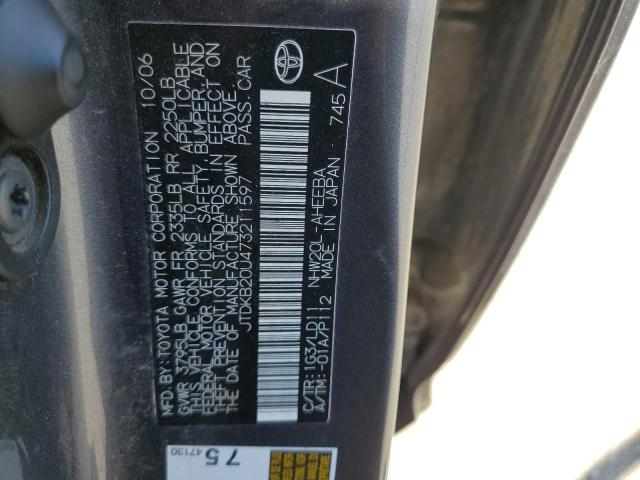 MFD. BY: TOYOTA MOTOR CORPORATION 10/06
GVWR 3795LB GAWR FR 2335LB RR 2250LB
THIS VEHICLE CONFORMS TO ALL APPLICABLE
FEDERAL MOTOR VEHICLE SAFETY, BUMPER, AND
THEFT PREVENTION STANDARDS IN EFFECT ON
THE DATE OF MANUFACTURE SHOWN ABOVE.
JTDKB20U473211597 PASS. CAR
C/TR: 1G3/LD11 NHW20L-AHEEBA
A/TM: -01A/P112 MADE IN JAPAN 745 A
75
47130